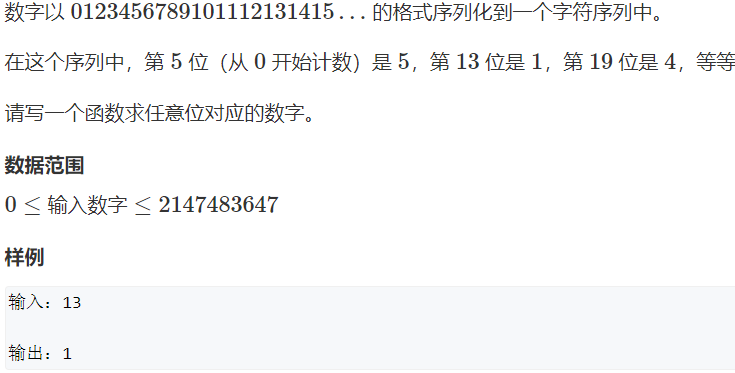 数字以 0123456789101112131415... 的格式序列化到一个字符序列中。
在这个序列中，第 5 位（从 0 开始计数）是 5，第 13 位是 1，第 19 位是 4，等等
请写一个函数求任意位对应的数字。
数据范围
0 ≤ 输入数字 ≤ 2147483647
样例
输入：13
输出：1